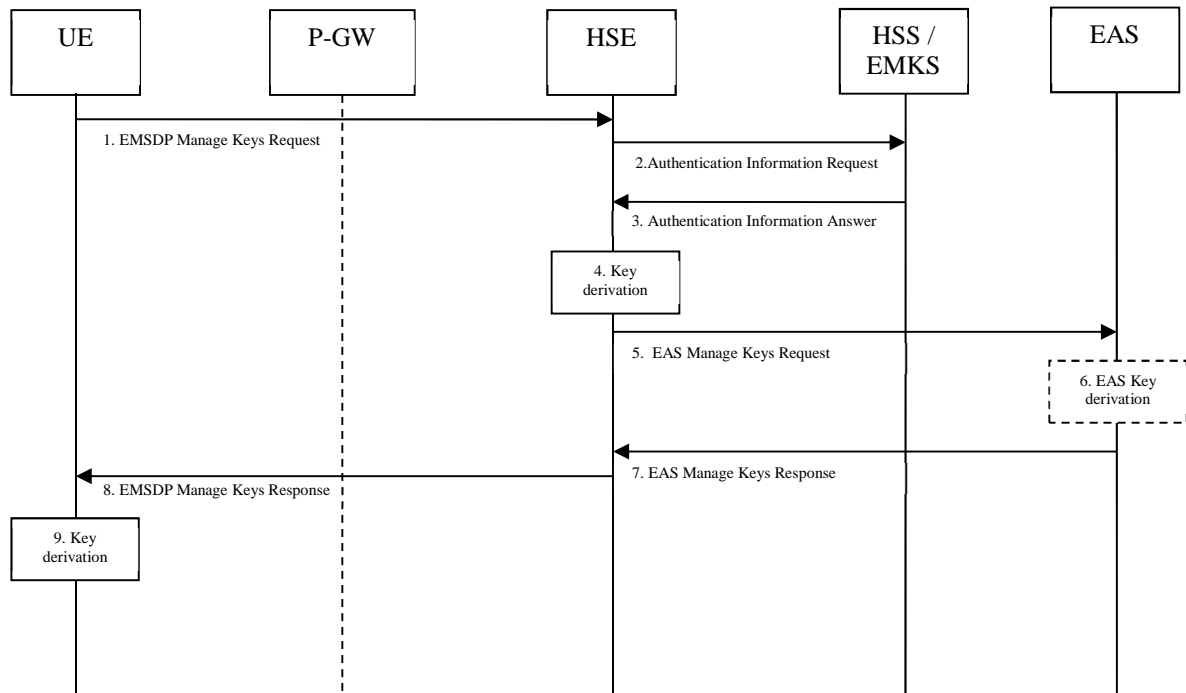 UE
P-GW
HSE
HSS /
EMKS
EAS
1. EMSDP Manage Keys Request
2.Authentication Information Request
3. Authentication Information Answer
4. Key
derivation
5. EAS Manage Keys Request
6. EAS Key
derivation
7. EAS Manage Keys Response
8. EMSDP Manage Keys Response
9. Key
derivation